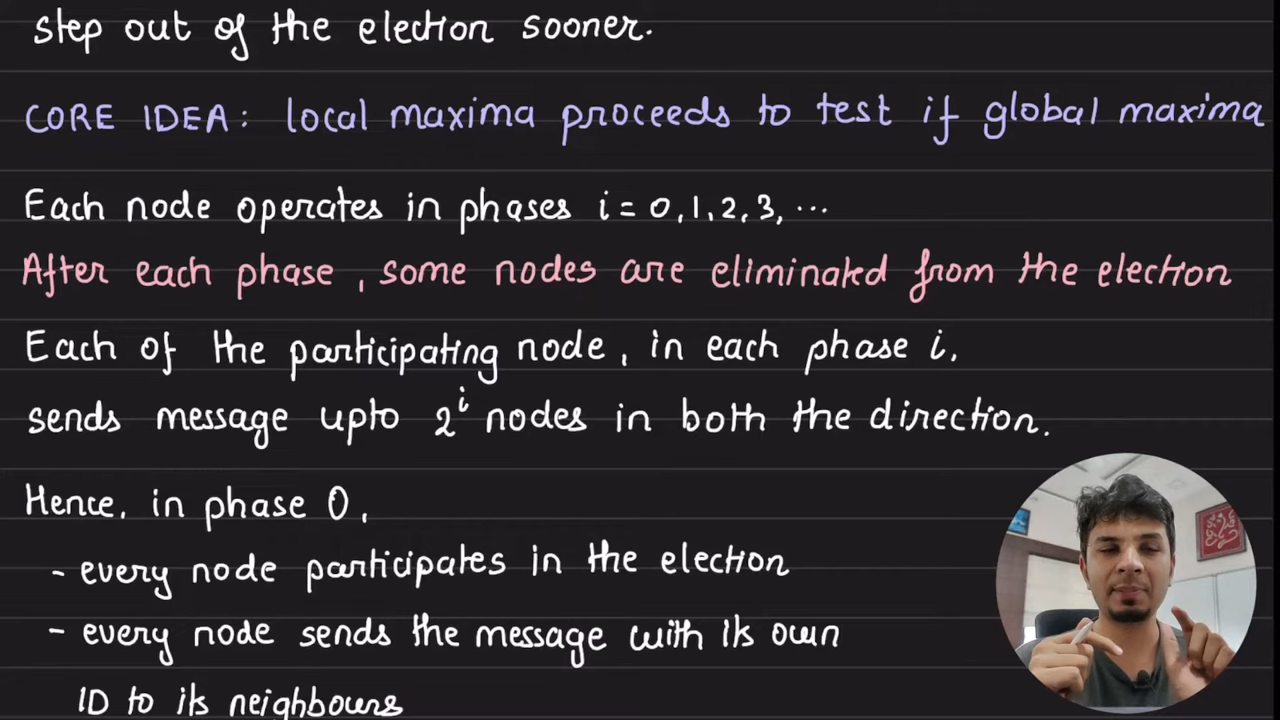 step out of the election sooner.
CORE IDEA: local maxima proceeds to test if global maxima
Each node operates in phases i = 0, 1, 2, 3, ...
After each phase, some nodes are eliminated from the election
Each of the participating node, in each phase i,
sends message upto 2^i nodes in both the direction.
Hence, in phase 0,
- every node participates in the election
- every node sends the message with its own
ID to its neighbours